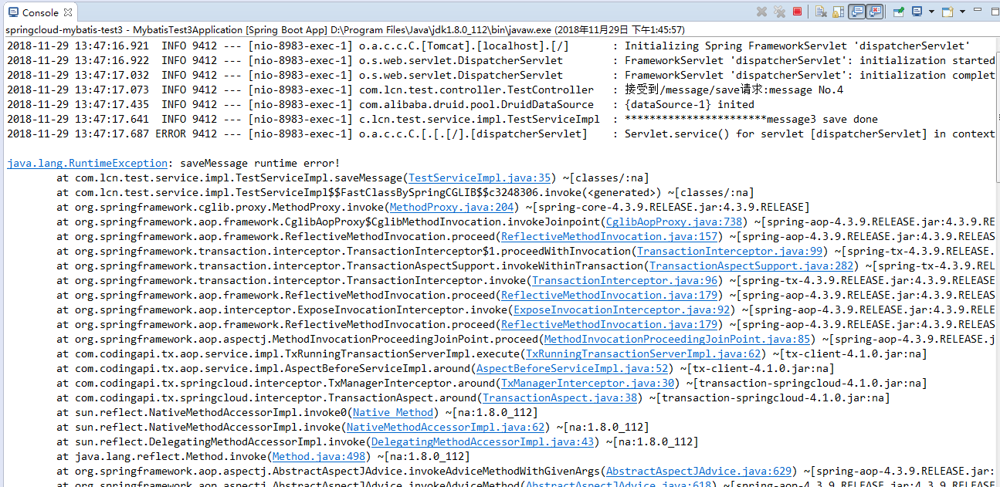 Console
springcloud-mybatis-test3 - MybatisTest3Application [Spring Boot App] D:\Program Files\Java\jdk1.8.0_112\bin\javaw.exe (2018年11月29日 下午1:45:57)
2018-11-29 13:47:16.921  INFO 9412 --- [nio-8983-exec-1] o.a.c.c.C.[Tomcat].[localhost].[/]       : Initializing Spring FrameworkServlet 'dispatcherServlet'
2018-11-29 13:47:16.922  INFO 9412 --- [nio-8983-exec-1] o.s.web.servlet.DispatcherServlet        : FrameworkServlet 'dispatcherServlet': initialization started
2018-11-29 13:47:17.032  INFO 9412 --- [nio-8983-exec-1] o.s.web.servlet.DispatcherServlet        : FrameworkServlet 'dispatcherServlet': initialization complet
2018-11-29 13:47:17.073  INFO 9412 --- [nio-8983-exec-1] com.lcn.test.controller.TestController   : 接受到/message/save请求:message No.4
2018-11-29 13:47:17.435  INFO 9412 --- [nio-8983-exec-1] com.alibaba.druid.pool.DruidDataSource   : {dataSource-1} inited
2018-11-29 13:47:17.641  INFO 9412 --- [nio-8983-exec-1] c.lcn.test.service.impl.TestServiceImpl  : ***********************message3 save done
2018-11-29 13:47:17.687 ERROR 9412 --- [nio-8983-exec-1] o.a.c.c.C.[.[.[/].[dispatcherServlet]    : Servlet.service() for servlet [dispatcherServlet] in context
java.lang.RuntimeException: saveMessage runtime error!
at com.lcn.test.service.impl.TestServiceImpl.saveMessage(TestServiceImpl.java:35) ~[classes/:na]
at com.lcn.test.service.impl.TestServiceImpl$$FastClassBySpringCGLIB$$c3248306.invoke(<generated>) ~[classes/:na]
at org.springframework.cglib.proxy.MethodProxy.invoke(MethodProxy.java:204) ~[spring-core-4.3.9.RELEASE.jar:4.3.9.RELEASE]
at org.springframework.aop.framework.CglibAopProxy$CglibMethodInvocation.invokeJoinpoint(CglibAopProxy.java:738) ~[spring-aop-4.3.9.RELEASE.jar:4.3.9.RE
at org.springframework.aop.framework.ReflectiveMethodInvocation.proceed(ReflectiveMethodInvocation.java:157) ~[spring-aop-4.3.9.RELEASE.jar:4.3.9.RELEAS
at org.springframework.transaction.interceptor.TransactionInterceptor$1.proceedWithInvocation(TransactionInterceptor.java:99) ~[spring-tx-4.3.9.RELEASE.
at org.springframework.transaction.interceptor.TransactionAspectSupport.invokeWithinTransaction(TransactionAspectSupport.java:282) ~[spring-tx-4.3.9.REL
at org.springframework.transaction.interceptor.TransactionInterceptor.invoke(TransactionInterceptor.java:96) ~[spring-tx-4.3.9.RELEASE.jar:4.3.9.RELEASE
at org.springframework.aop.framework.ReflectiveMethodInvocation.proceed(ReflectiveMethodInvocation.java:179) ~[spring-aop-4.3.9.RELEASE.jar:4.3.9.RELEAS
at org.springframework.aop.interceptor.ExposeInvocationInterceptor.invoke(ExposeInvocationInterceptor.java:92) ~[spring-aop-4.3.9.RELEASE.jar:4.3.9.RELE
at org.springframework.aop.framework.ReflectiveMethodInvocation.proceed(ReflectiveMethodInvocation.java:179) ~[spring-aop-4.3.9.RELEASE.jar:4.3.9.RELEAS
at org.springframework.aop.aspectj.MethodInvocationProceedingJoinPoint.proceed(MethodInvocationProceedingJoinPoint.java:85) ~[spring-aop-4.3.9.RELEASE.j
at com.codingapi.tx.aop.service.impl.TxRunningTransactionServerImpl.execute(TxRunningTransactionServerImpl.java:62) ~[tx-client-4.1.0.jar:na]
at com.codingapi.tx.aop.service.impl.AspectBeforeServiceImpl.around(AspectBeforeServiceImpl.java:52) ~[tx-client-4.1.0.jar:na]
at com.codingapi.tx.springcloud.interceptor.TxManagerInterceptor.around(TxManagerInterceptor.java:30) ~[transaction-springcloud-4.1.0.jar:na]
at com.codingapi.tx.springcloud.interceptor.TransactionAspect.around(TransactionAspect.java:38) ~[transaction-springcloud-4.1.0.jar:na]
at sun.reflect.NativeMethodAccessorImpl.invoke0(Native Method) ~[na:1.8.0_112]
at sun.reflect.NativeMethodAccessorImpl.invoke(NativeMethodAccessorImpl.java:62) ~[na:1.8.0_112]
at sun.reflect.DelegatingMethodAccessorImpl.invoke(DelegatingMethodAccessorImpl.java:43) ~[na:1.8.0_112]
at java.lang.reflect.Method.invoke(Method.java:498) ~[na:1.8.0_112]
at org.springframework.aop.aspectj.AbstractAspectJAdvice.invokeAdviceMethodWithGivenArgs(AbstractAspectJAdvice.java:629) ~[spring-aop-4.3.9.RELEASE.jar:
at org.springframework.aop.aspectj.AbstractAspectJAdvice.invokeAdviceMethod(AbstractAspectJAdvice.java:618) ~[spring-aop-4.3.9.RELEASE.jar:4.3.9.RELEASE